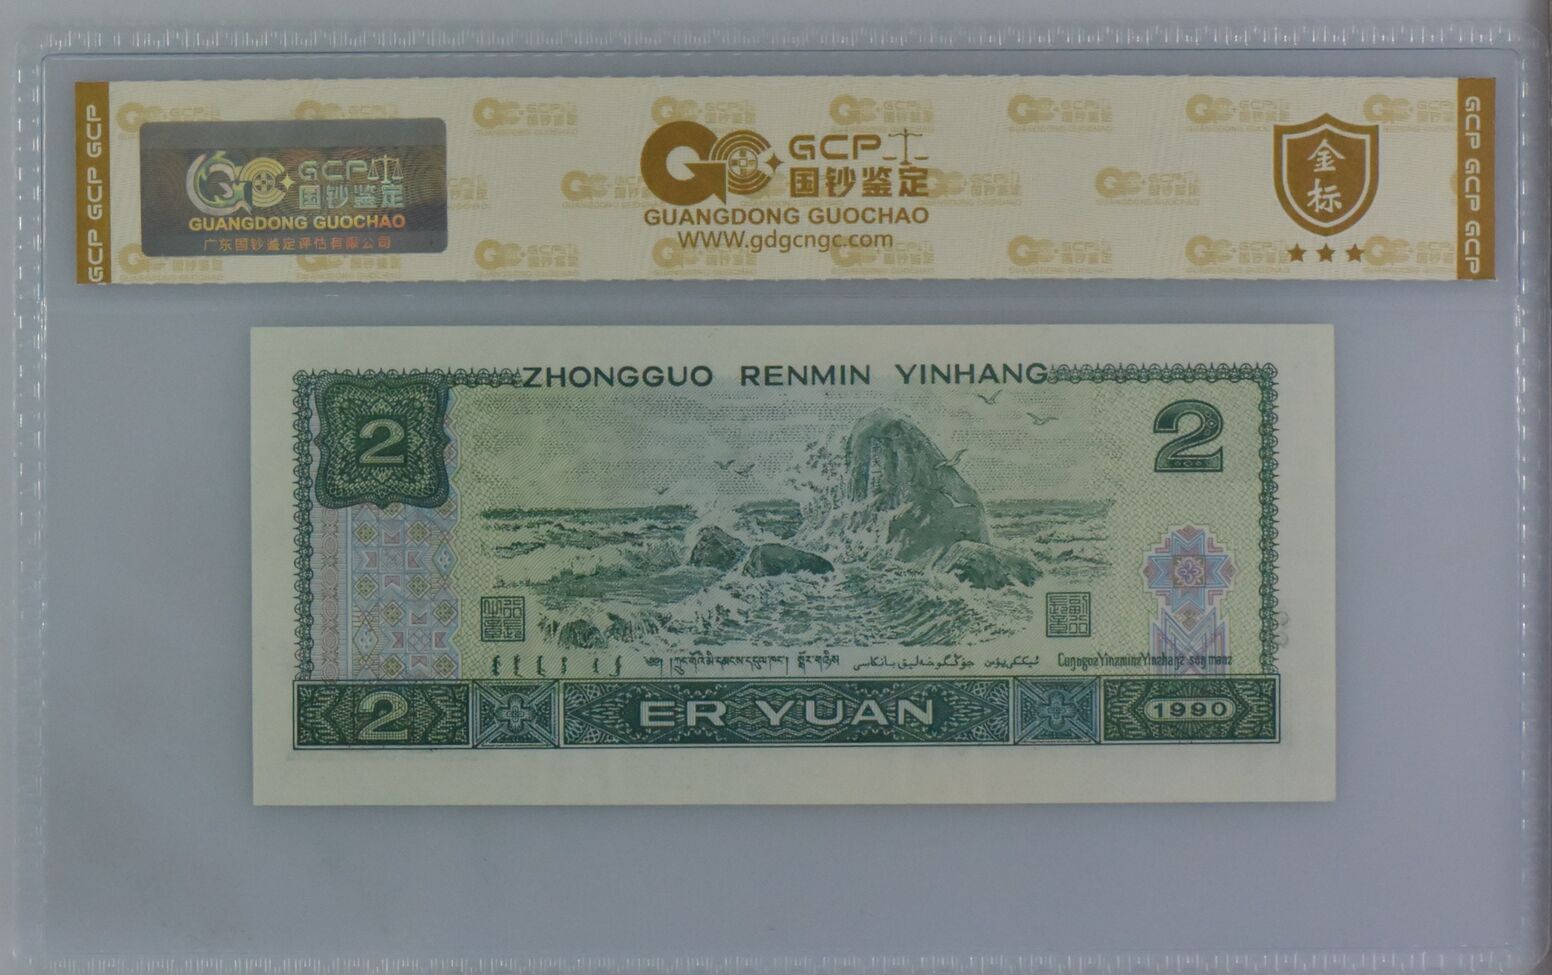 GCP GCP GCP
GCP 国钞鉴定
GUANGDONG GUOCHAO
广东国钞鉴定评估有限公司
GCP
国钞鉴定
GUANGDONG GUOCHAO
WWW.gdgcngc.com
金标
GCP GCP GCP
ZHONGGUO RENMIN YINHANG
2
2
2
ER YUAN
1990